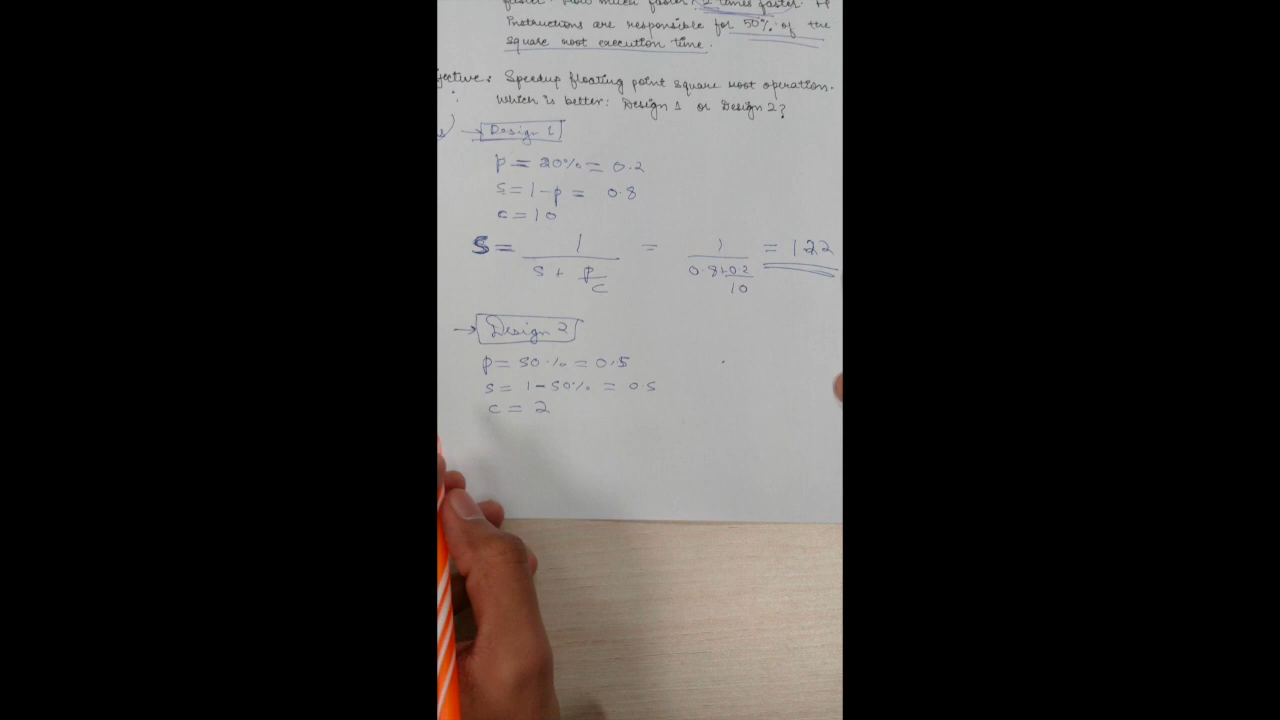 faster. How much faster? 2 times faster. FP
Instructions are responsible for 50% of the
square root execution time.
jective: Speedup floating point square root operation.
Which is better: Design 1 or Design 2?
→ Design 1
p = 20% = 0.2
s = 1-p = 0.8
c = 10
S = 1 / s + p/c = 1 / 0.8+0.2/10 = 1.22
→ Design 2
p = 50% = 0.5
s = 1-50% = 0.5
c = 2